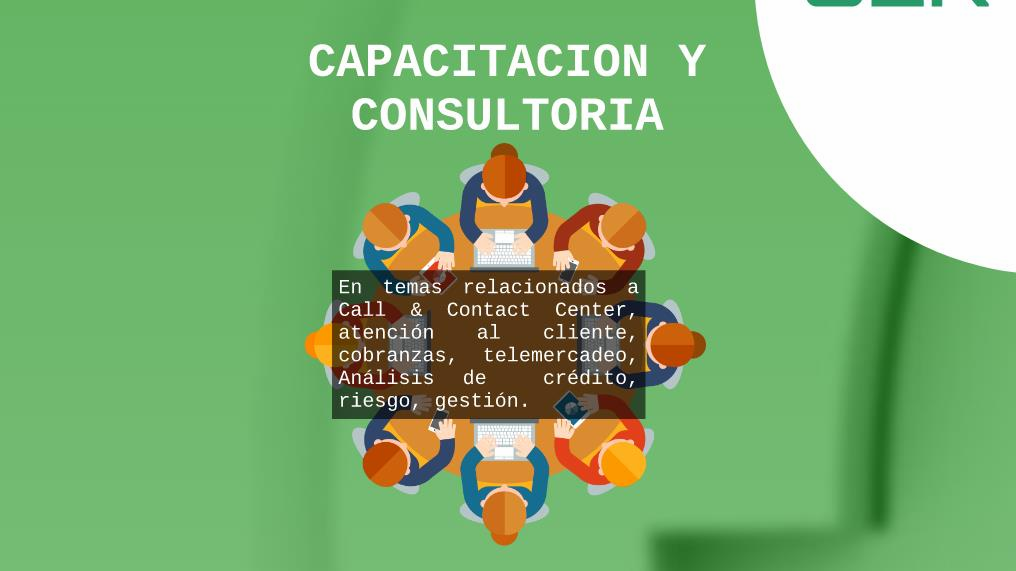 CAPACITACION Y
CONSULTORIA
En temas relacionados a
Call & Contact Center,
atención al cliente,
cobranzas, telemercadeo,
Análisis de crédito,
riesgo, gestión.